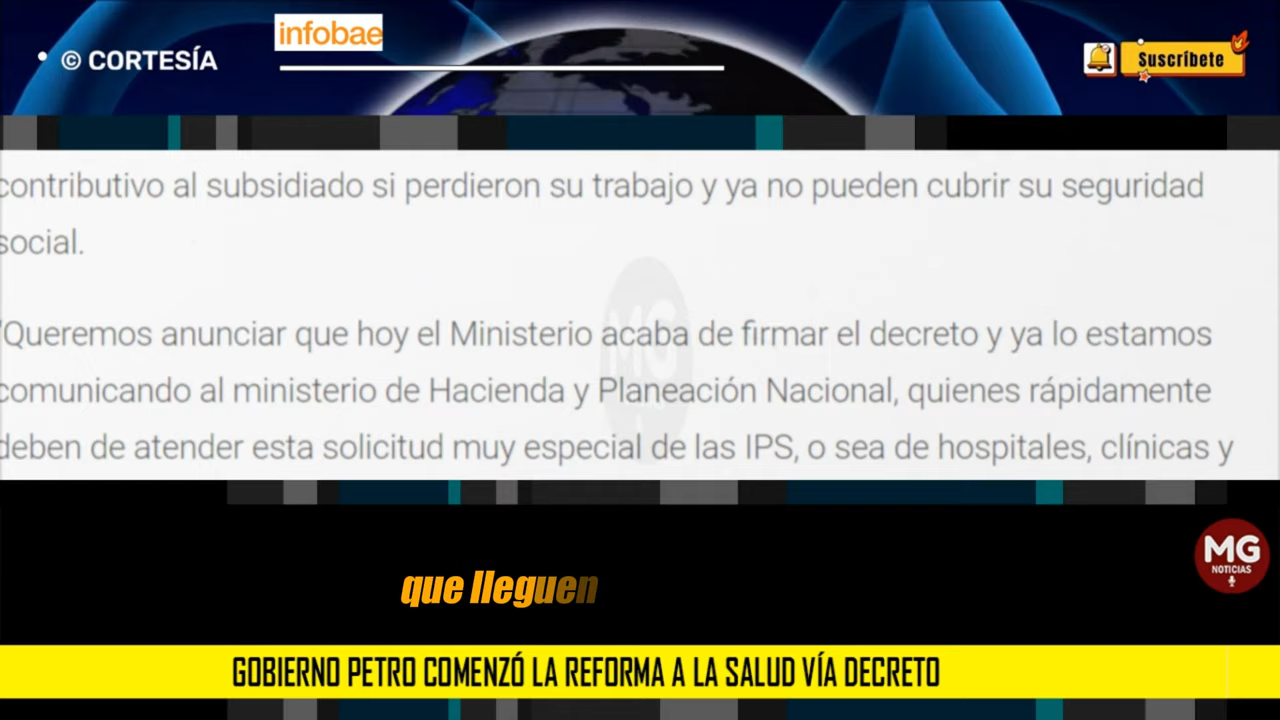 infobae
© CORTESÍA
Suscríbete
contributivo al subsidiado si perdieron su trabajo y ya no pueden cubrir su seguridad
social.
"Queremos anunciar que hoy el Ministerio acaba de firmar el decreto y ya lo estamos
comunicando al ministerio de Hacienda y Planeación Nacional, quienes rápidamente
deben de atender esta solicitud muy especial de las IPS, o sea de hospitales, clínicas y
MG
MG
NOTICIAS
que lleguen
GOBIERNO PETRO COMENZÓ LA REFORMA A LA SALUD VÍA DECRETO